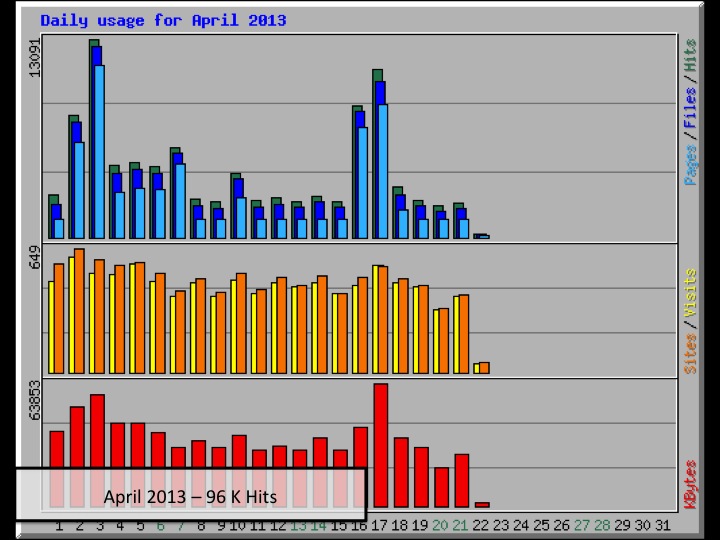 Daily usage for April 2013
13091
Pages / Files / Hits
649
Sites / Visits
63853
KBytes
April 2013 – 96 K Hits
1 2 3 4 5 6 7 8 9 10 11 12 13 14 15 16 17 18 19 20 21 22 23 24 25 26 27 28 29 30 31